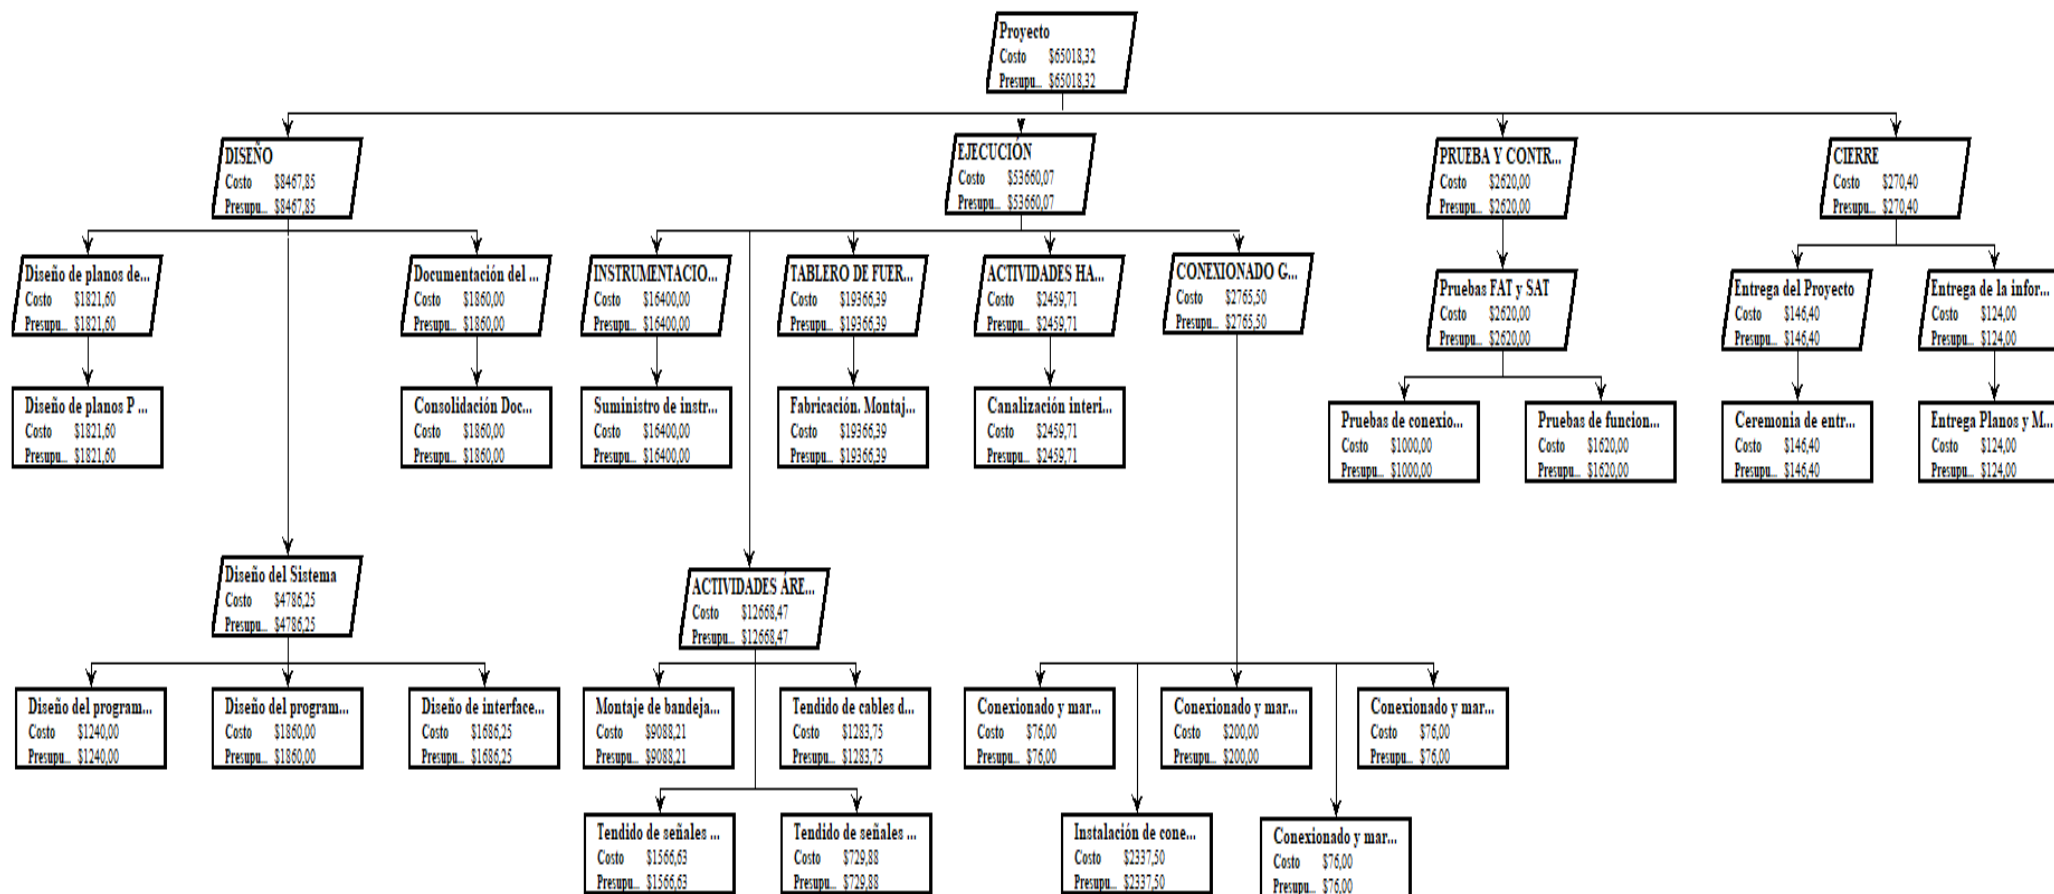 Proyecto
Costo $65018,32
Presupu... $65018,32
DISEÑO
Costo $8467,85
Presupu... $8467,85
EJECUCIÓN
Costo $53660,07
Presupu... $53660,07
PRUEBA Y CONTR...
Costo $2620,00
Presupu... $2620,00
CIERRE
Costo $270,40
Presupu... $270,40
Diseño de planos de...
Costo $1821,60
Presupu... $1821,60
Documentación del ...
Costo $1860,00
Presupu... $1860,00
INSTRUMENTACIO...
Costo $16400,00
Presupu... $16400,00
TABLERO DE FUER...
Costo $19366,39
Presupu... $19366,39
ACTIVIDADES HA...
Costo $2459,71
Presupu... $2459,71
CONEXIONADO G...
Costo $2765,50
Presupu... $2765,50
Pruebas FAT y SAT
Costo $2620,00
Presupu... $2620,00
Entrega del Proyecto
Costo $146,40
Presupu... $146,40
Entrega de la infor...
Costo $124,00
Presupu... $124,00
Diseño de planos P ...
Costo $1821,60
Presupu... $1821,60
Consolidación Doc...
Costo $1860,00
Presupu... $1860,00
Suministro de instr...
Costo $16400,00
Presupu... $16400,00
Fabricación. Montaj...
Costo $19366,39
Presupu... $19366,39
Canalización interi...
Costo $2459,71
Presupu... $2459,71
Pruebas de conexio...
Costo $1000,00
Presupu... $1000,00
Pruebas de funcion...
Costo $1620,00
Presupu... $1620,00
Ceremonia de entr...
Costo $146,40
Presupu... $146,40
Entrega Planos y M...
Costo $124,00
Presupu... $124,00
Diseño del Sistema
Costo $4786,25
Presupu... $4786,25
ACTIVIDADES ÁRE...
Costo $12668,47
Presupu... $12668,47
Diseño del program...
Costo $1240,00
Presupu... $1240,00
Diseño del program...
Costo $1860,00
Presupu... $1860,00
Diseño de interface...
Costo $1686,25
Presupu... $1686,25
Montaje de bandeja...
Costo $9088,21
Presupu... $9088,21
Tendido de cables d...
Costo $1283,75
Presupu... $1283,75
Conexionado y mar...
Costo $76,00
Presupu... $76,00
Conexionado y mar...
Costo $200,00
Presupu... $200,00
Conexionado y mar...
Costo $76,00
Presupu... $76,00
Tendido de señales ...
Costo $1566,63
Presupu... $1566,63
Tendido de señales ...
Costo $729,88
Presupu... $729,88
Instalación de cone...
Costo $2337,50
Presupu... $2337,50
Conexionado y mar...
Costo $76,00
Presupu... $76,00